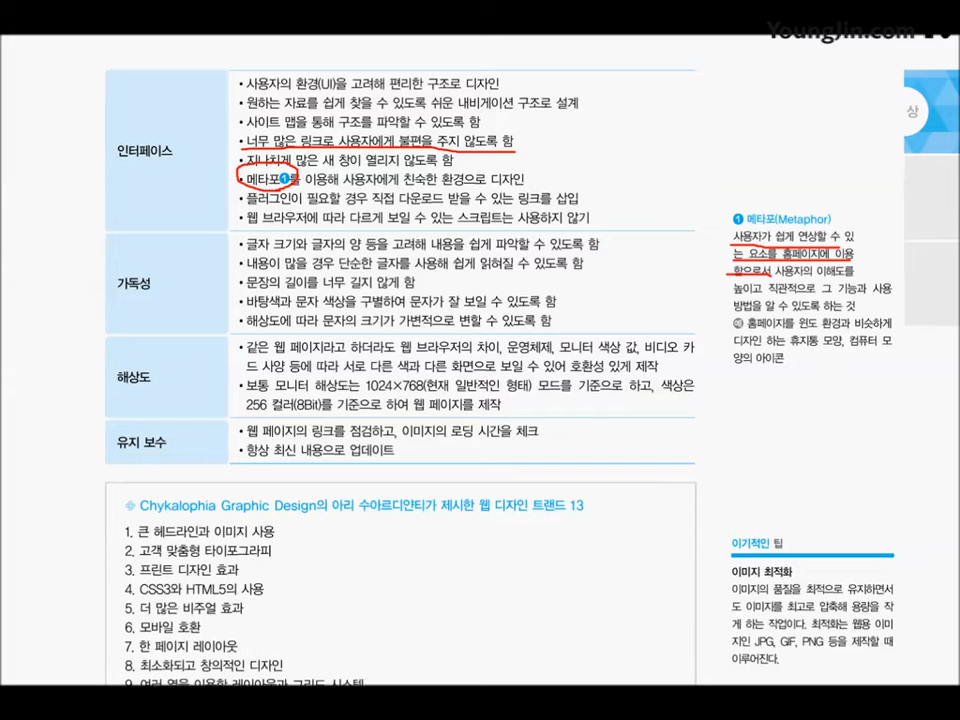 YoungJin.com
인터페이스
• 사용자의 환경(UI)을 고려해 편리한 구조로 디자인
• 원하는 자료를 쉽게 찾을 수 있도록 쉬운 내비게이션 구조로 설계
• 사이트 맵을 통해 구조를 파악할 수 있도록 함
• 너무 많은 링크로 사용자에게 불편을 주지 않도록 함
• 지나치게 많은 새 창이 열리지 않도록 함
• 메타포❶를 이용해 사용자에게 친숙한 환경으로 디자인
• 플러그인이 필요할 경우 직접 다운로드 받을 수 있는 링크를 삽입
• 웹 브라우저에 따라 다르게 보일 수 있는 스크립트는 사용하지 않기
가독성
• 글자 크기와 글자의 양 등을 고려해 내용을 쉽게 파악할 수 있도록 함
• 내용이 많을 경우 단순한 글자를 사용해 쉽게 읽혀질 수 있도록 함
• 문장의 길이를 너무 길지 않게 함
• 바탕색과 문자 색상을 구별하여 문자가 잘 보일 수 있도록 함
• 해상도에 따라 문자의 크기가 가변적으로 변할 수 있도록 함
해상도
• 같은 웹 페이지라고 하더라도 웹 브라우저의 차이, 운영체제, 모니터 색상 값, 비디오 카
드 사양 등에 따라 서로 다른 색과 다른 화면으로 보일 수 있어 호환성 있게 제작
• 보통 모니터 해상도는 1024×768(현재 일반적인 형태) 모드를 기준으로 하고, 색상은
256 컬러(8Bit)를 기준으로 하여 웹 페이지를 제작
유지 보수
• 웹 페이지의 링크를 점검하고, 이미지의 로딩 시간을 체크
• 항상 최신 내용으로 업데이트
Chykalophia Graphic Design의 아리 수아르디얀티가 제시한 웹 디자인 트랜드 13
1. 큰 헤드라인과 이미지 사용
2. 고객 맞춤형 타이포그라피
3. 프린트 디자인 효과
4. CSS3와 HTML5의 사용
5. 더 많은 비주얼 효과
6. 모바일 호환
7. 한 페이지 레이아웃
8. 최소화되고 창의적인 디자인
9. 여러 열을 이용한 레이아웃과 그리드 시스템
상
❶ 메타포(Metaphor)
사용자가 쉽게 연상할 수 있
는 요소를 홈페이지에 이용
함으로서 사용자의 이해도를
높이고 직관적으로 그 기능과 사용
방법을 알 수 있도록 하는 것
예 홈페이지를 윈도 환경과 비슷하게
디자인 하는 휴지통 모양, 컴퓨터 모
양의 아이콘
이기적인 팁
이미지 최적화
이미지의 품질을 최적으로 유지하면서
도 이미지를 최고로 압축해 용량을 작
게 하는 작업이다. 최적화는 웹용 이미
지인 JPG, GIF, PNG 등을 제작할 때
이루어진다.